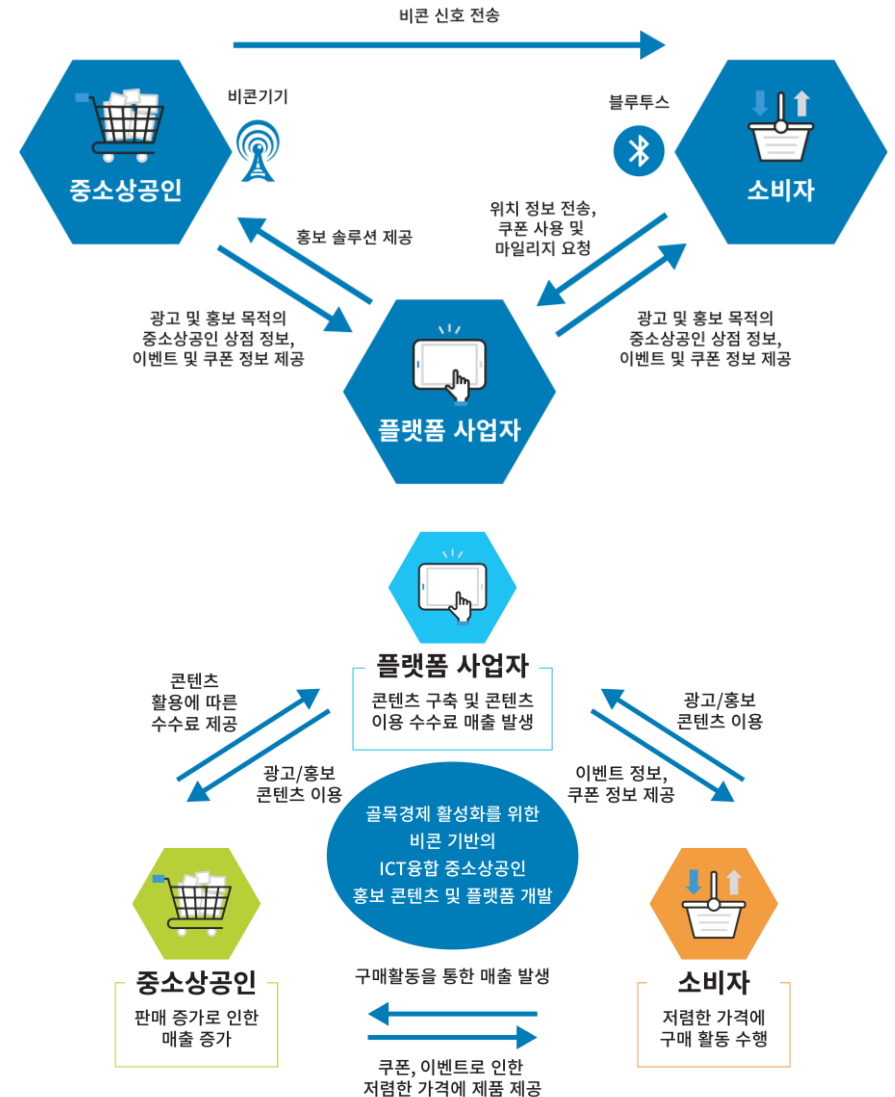 비콘 신호 전송
비콘기기
블루투스
중소상공인
소비자
홍보 솔루션 제공
위치 정보 전송,
쿠폰 사용 및
마일리지 요청
광고 및 홍보 목적의
중소상공인 상점 정보,
이벤트 및 쿠폰 정보 제공
광고 및 홍보 목적의
중소상공인 상점 정보,
이벤트 및 쿠폰 정보 제공
플랫폼 사업자
플랫폼 사업자
콘텐츠 구축 및 콘텐츠
이용 수수료 매출 발생
콘텐츠
활용에 따른
수수료 제공
광고/홍보
콘텐츠 이용
광고/홍보
콘텐츠 이용
이벤트 정보,
쿠폰 정보 제공
골목경제 활성화를 위한
비콘 기반의
ICT융합 중소상공인
홍보 콘텐츠 및 플랫폼 개발
중소상공인
판매 증가로 인한
매출 증가
구매활동을 통한 매출 발생
쿠폰, 이벤트로 인한
저렴한 가격에 제품 제공
소비자
저렴한 가격에
구매 활동 수행